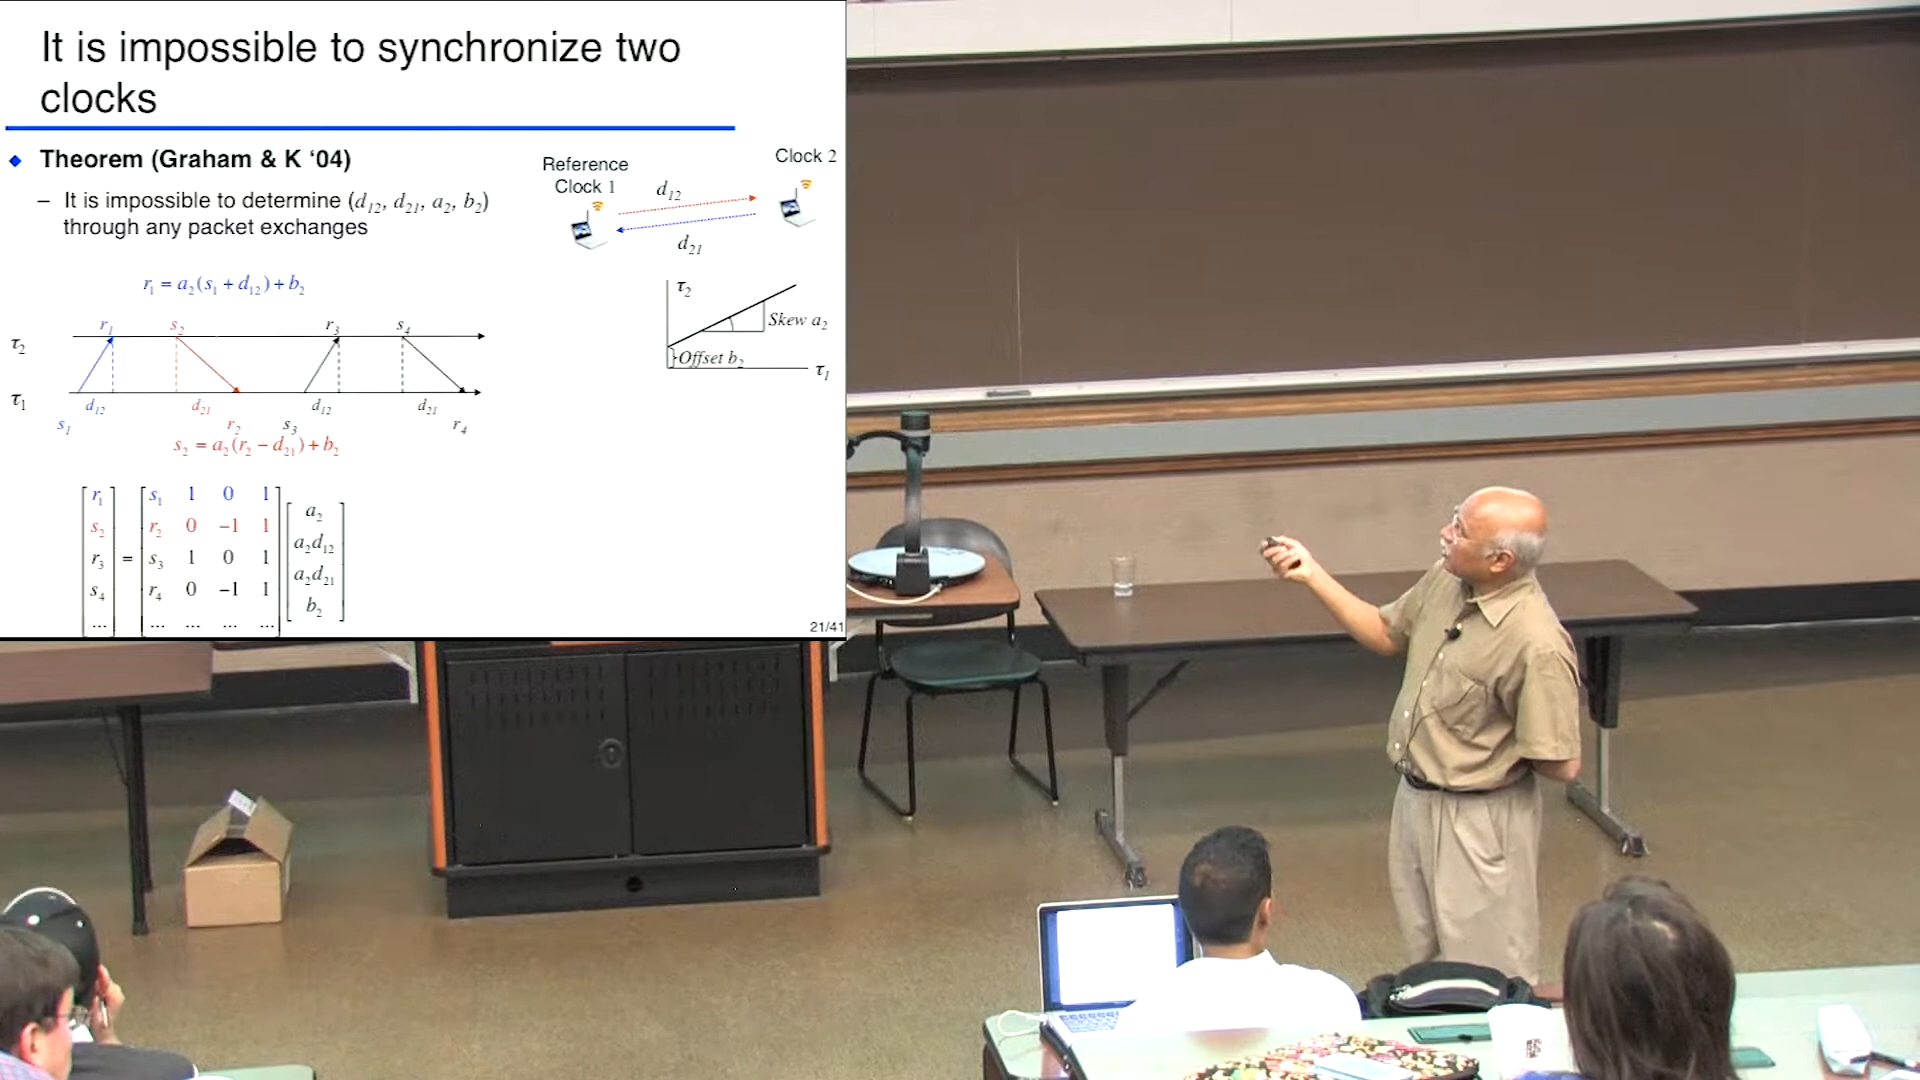 It is impossible to synchronize two
clocks
Theorem (Graham & K ‘04)
– It is impossible to determine (d12, d21, a2, b2)
through any packet exchanges
Reference
Clock 1
Clock 2
d12
d21
r1 = a2(s1 + d12) + b2
τ2
Skew a2
Offset b2
τ1
r1 s2 r3 s4
τ2
τ1
d12 d21 d12 d21
s1 r2 s3 r4
s2 = a2(r2 − d21) + b2
r1 s1 1 0 1
s2 r2 0 −1 1
r3 = s3 1 0 1
s4 r4 0 −1 1
... ... ... ... ...
a2
a2d12
a2d21
b2
21/41